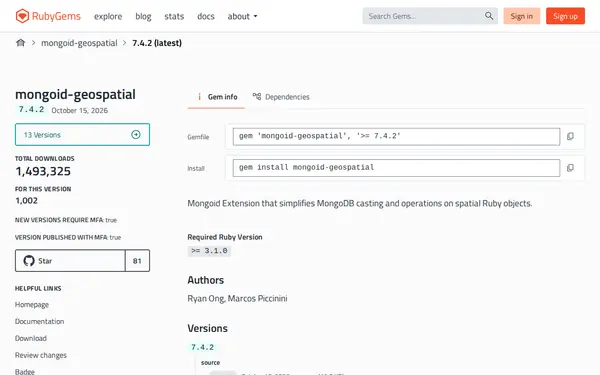 RubyGems
explore
blog
stats
docs
about
Search Gems…
Sign in
Sign up
mongoid-geospatial
7.4.2 (latest)
mongoid-geospatial
7.4.2 October 15, 2026
13 Versions
TOTAL DOWNLOADS
1,493,325
FOR THIS VERSION
1,002
NEW VERSIONS REQUIRE MFA: true
VERSION PUBLISHED WITH MFA: true
Star 81
HELPFUL LINKS
Homepage
Documentation
Download
Review changes
Badge
Gem info
Dependencies
Gemfile
gem 'mongoid-geospatial', '>= 7.4.2'
Install
gem install mongoid-geospatial
Mongoid Extension that simplifies MongoDB casting and operations on spatial Ruby objects.
Required Ruby Version
>= 3.1.0
Authors
Ryan Ong, Marcos Piccinini
Versions
7.4.2
source